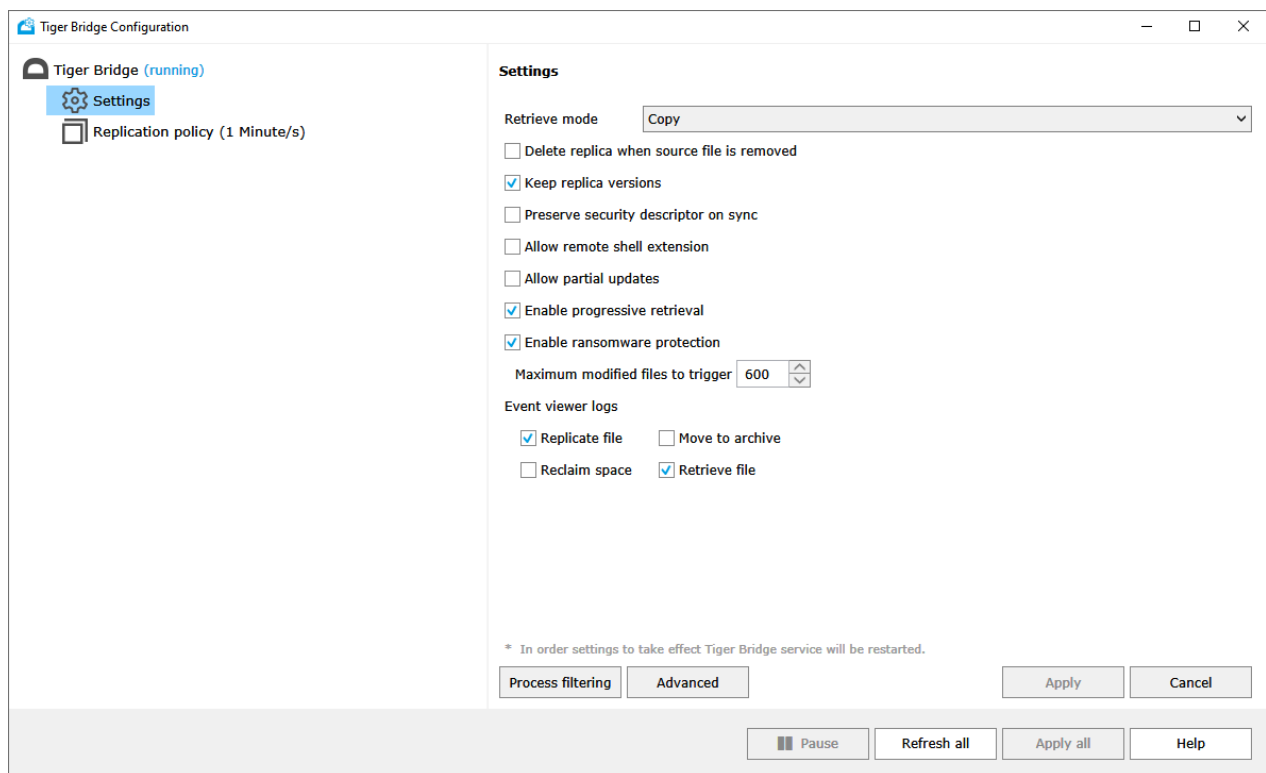 Tiger Bridge Configuration
Tiger Bridge (running)
Settings
Replication policy (1 Minute/s)
Settings
Retrieve mode Copy
Delete replica when source file is removed
Keep replica versions
Preserve security descriptor on sync
Allow remote shell extension
Allow partial updates
Enable progressive retrieval
Enable ransomware protection
Maximum modified files to trigger 600
Event viewer logs
Replicate file Move to archive
Reclaim space Retrieve file
* In order settings to take effect Tiger Bridge service will be restarted.
Process filtering Advanced Apply Cancel
Pause Refresh all Apply all Help